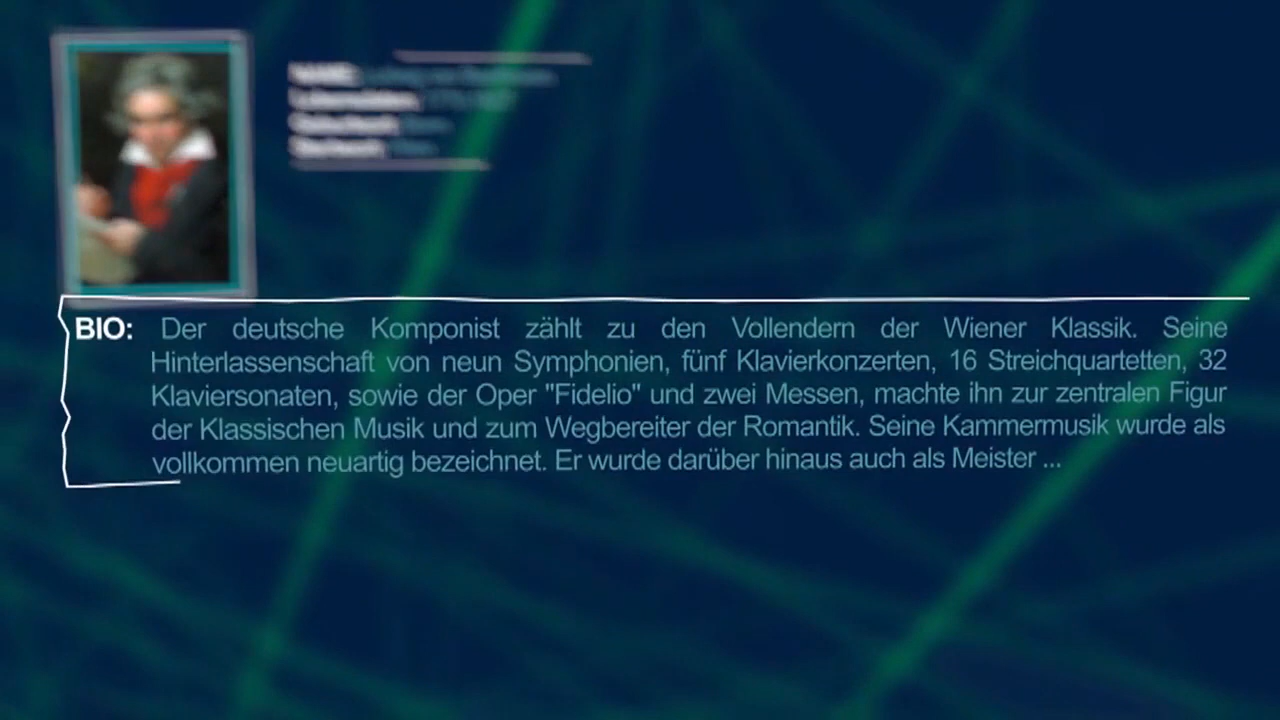 NAME:
BIO: Der deutsche Komponist zählt zu den Vollendern der Wiener Klassik. Seine
Hinterlassenschaft von neun Symphonien, fünf Klavierkonzerten, 16 Streichquartetten, 32
Klaviersonaten, sowie der Oper "Fidelio" und zwei Messen, machte ihn zur zentralen Figur
der Klassischen Musik und zum Wegbereiter der Romantik. Seine Kammermusik wurde als
vollkommen neuartig bezeichnet. Er wurde darüber hinaus auch als Meister ...